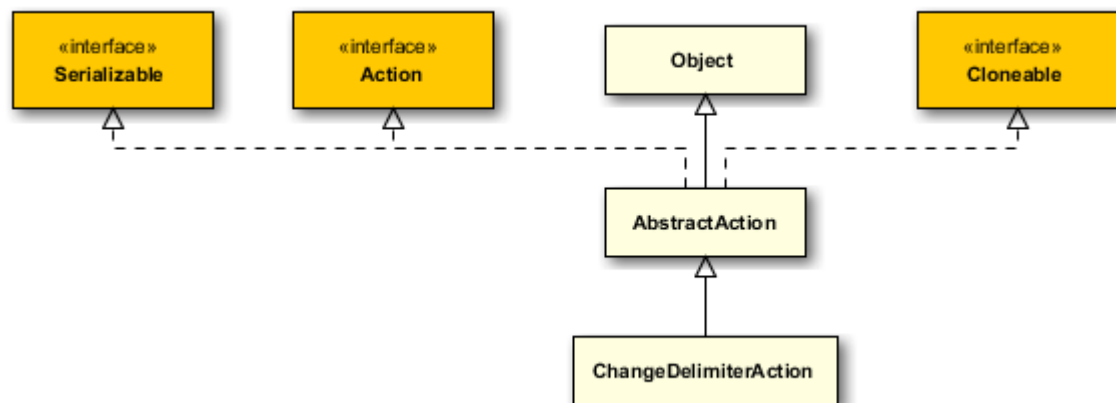 «interface»
Serializable
«interface»
Action
Object
«interface»
Cloneable
AbstractAction
ChangeDelimiterAction